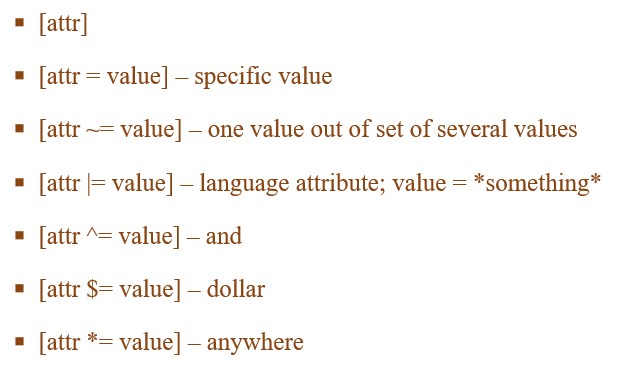 ▪ [attr]
▪ [attr = value] – specific value
▪ [attr ~= value] – one value out of set of several values
▪ [attr |= value] – language attribute; value = *something*
▪ [attr ^= value] – and
▪ [attr $= value] – dollar
▪ [attr *= value] – anywhere